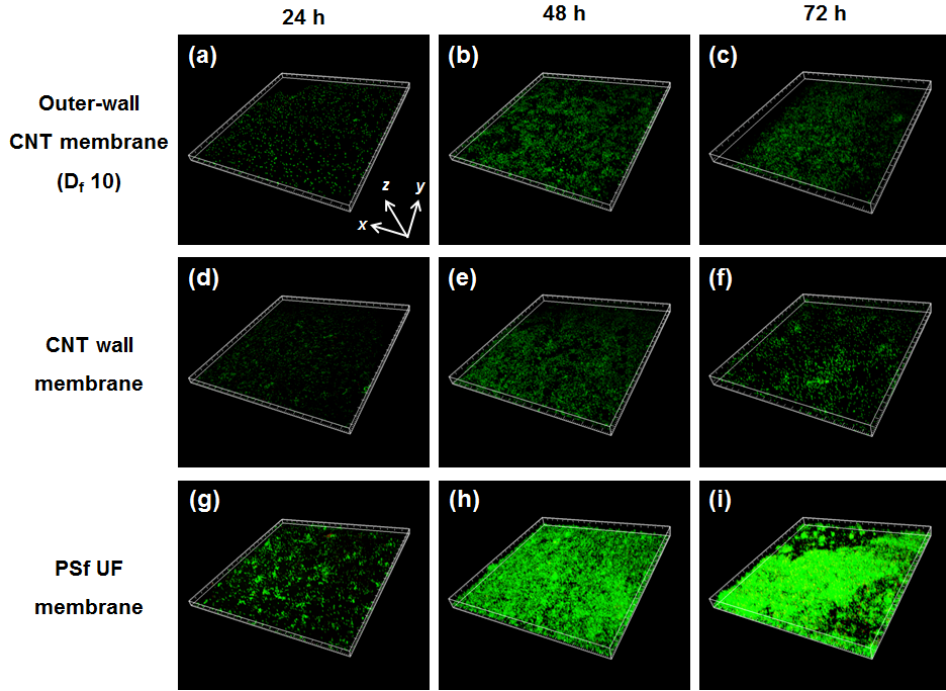 24 h
48 h
72 h
Outer-wall
CNT membrane
(Df 10)
(a)
z
y
x
(b)
(c)
CNT wall
membrane
(d)
(e)
(f)
PSf UF
membrane
(g)
(h)
(i)